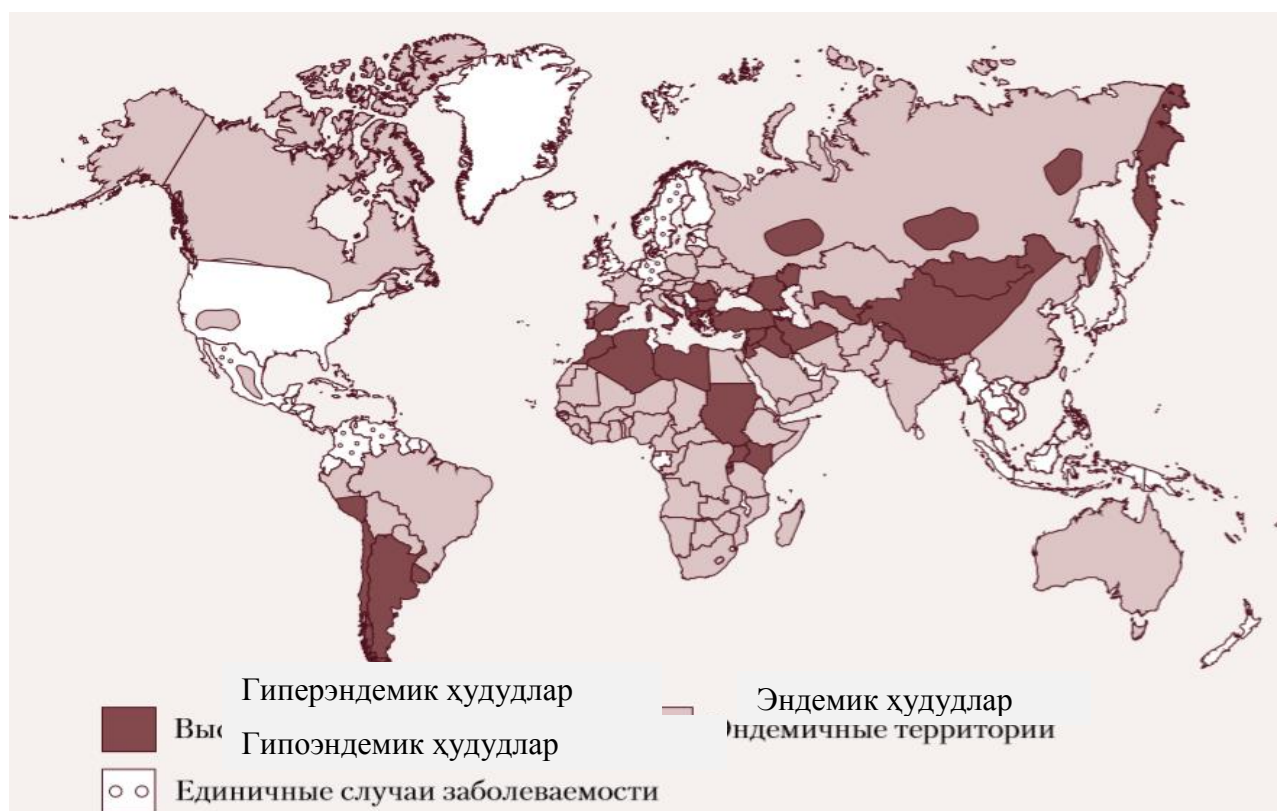 Гиперэндемик ҳудудлар
Эндемик ҳудудлар
Выс
ндемичные территории
Гипоэндемик ҳудудлар
Единичные случаи заболеваемости